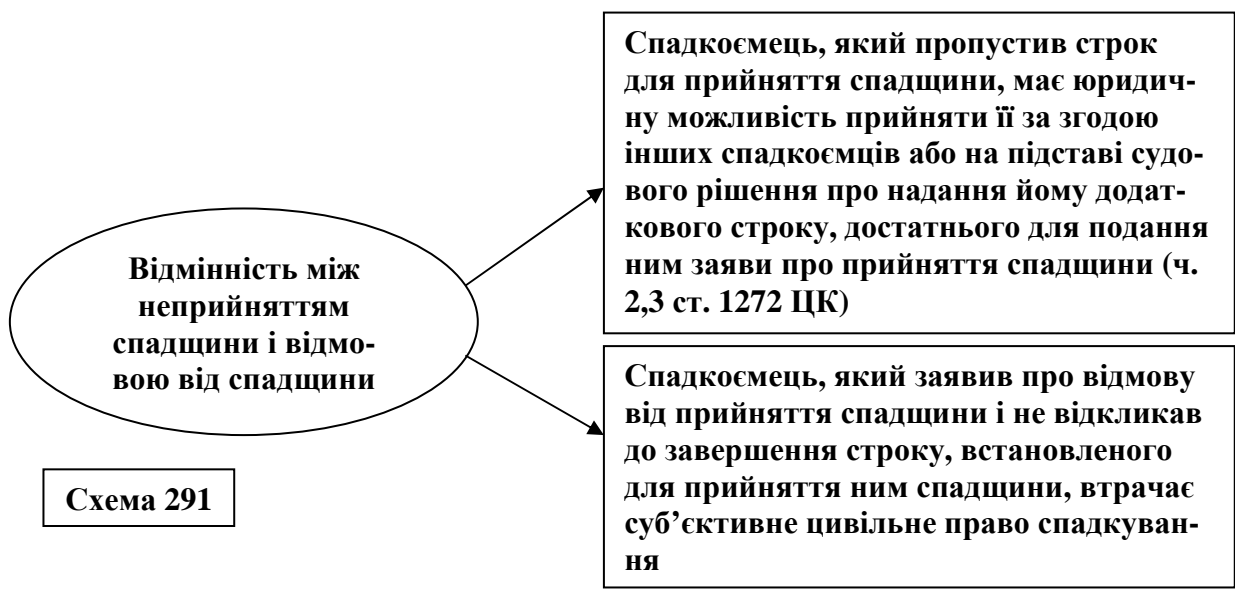 Спадкоємець, який пропустив строк
для прийняття спадщини, має юридич-
ну можливість прийняти її за згодою
інших спадкоємців або на підставі судо-
вого рішення про надання йому додат-
кового строку, достатнього для подання
ним заяви про прийняття спадщини (ч.
2,3 ст. 1272 ЦК)
Відмінність між
неприйняттям
спадщини і відмо-
вою від спадщини
Спадкоємець, який заявив про відмову
від прийняття спадщини і не відкликав
до завершення строку, встановленого
для прийняття ним спадщини, втрачає
суб’єктивне цивільне право спадкуван-
ня
Схема 291